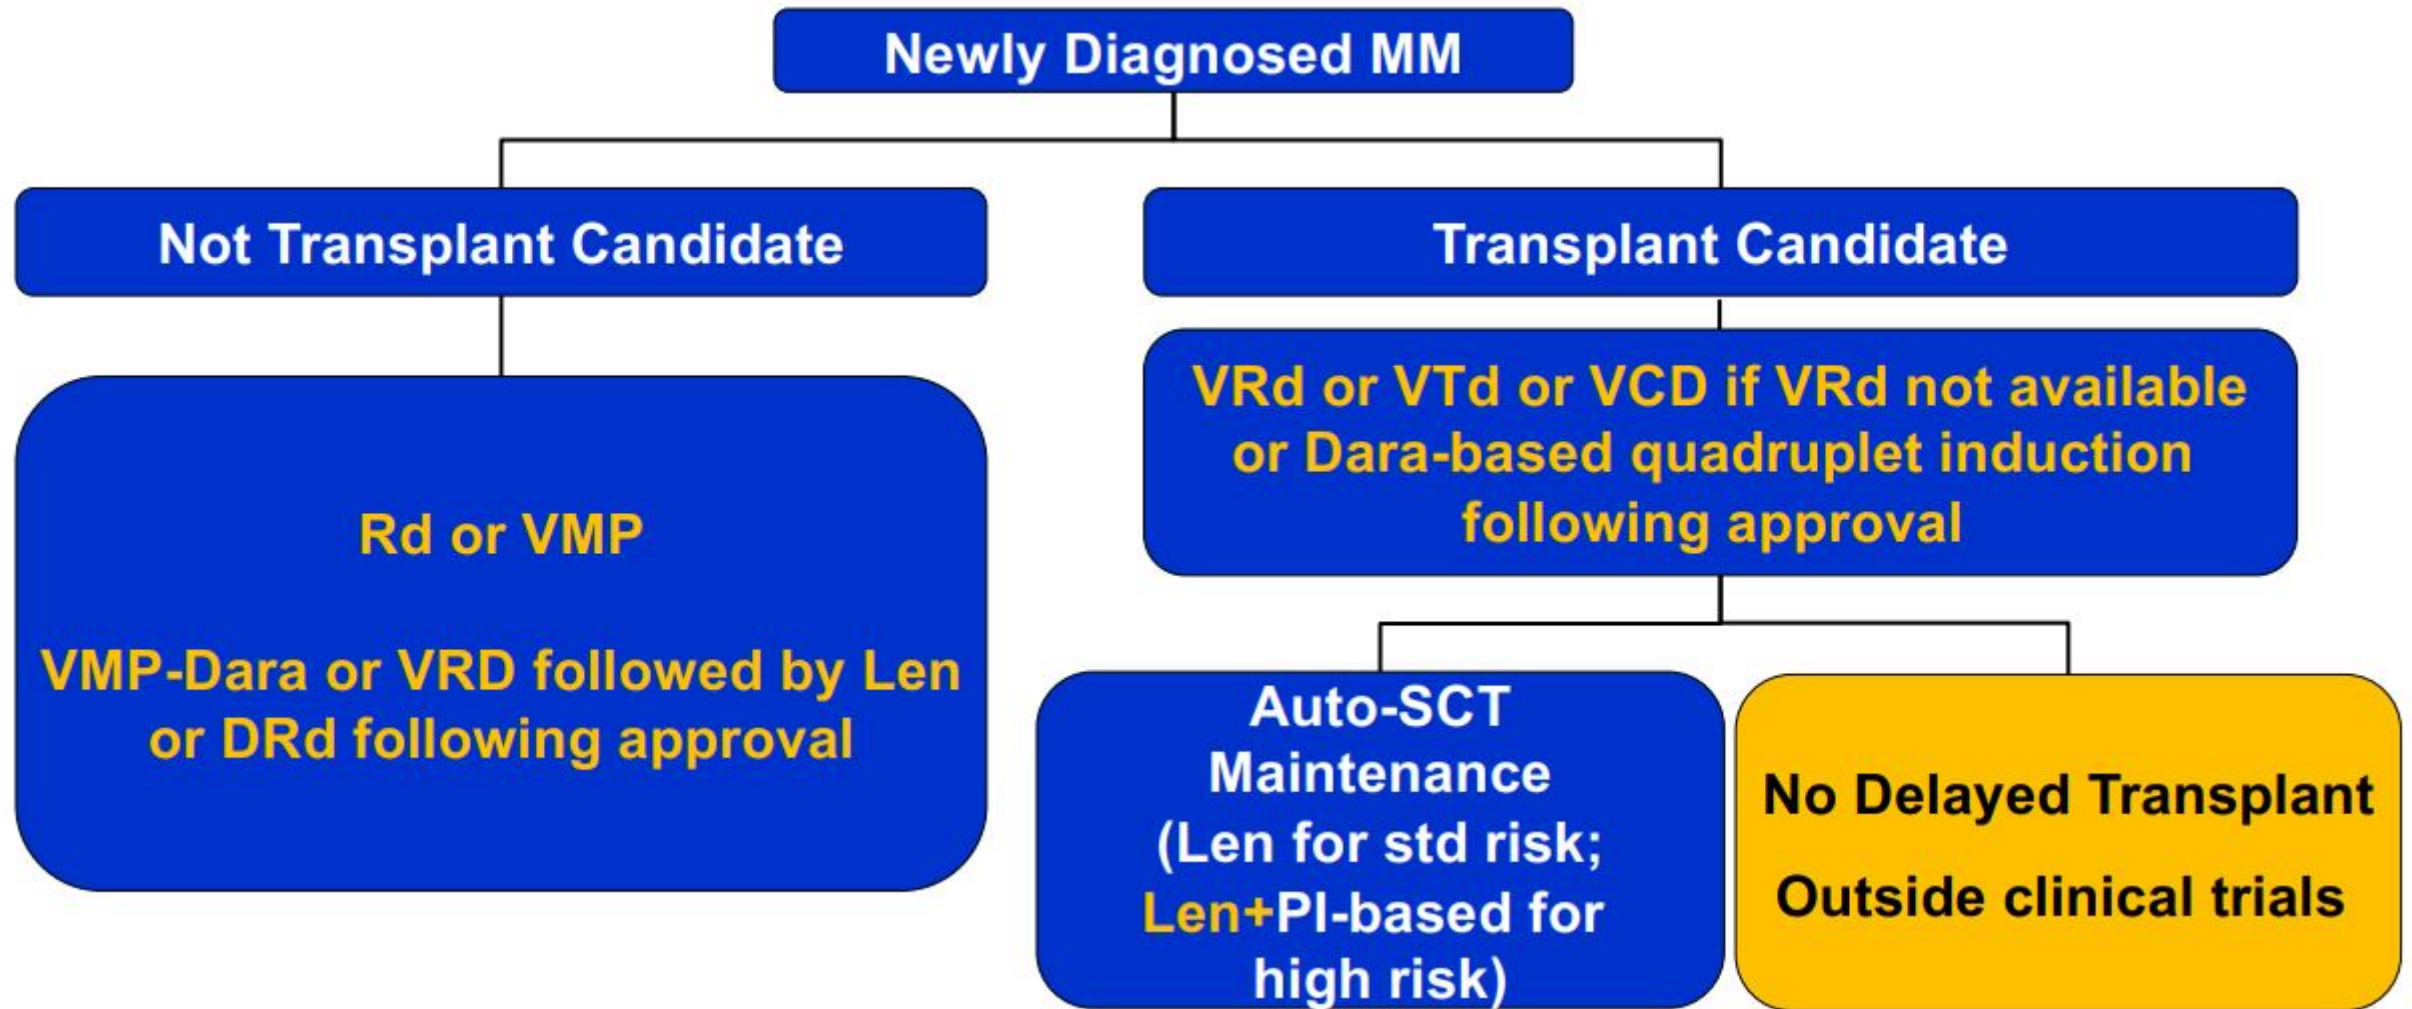 Newly Diagnosed MM
Not Transplant Candidate
Transplant Candidate
Rd or VMP
VMP-Dara or VRD followed by Len
or DRd following approval
VRd or VTd or VCD if VRd not available
or Dara-based quadruplet induction
following approval
Auto-SCT
Maintenance
(Len for std risk;
Len+PI-based for
high risk)
No Delayed Transplant
Outside clinical trials